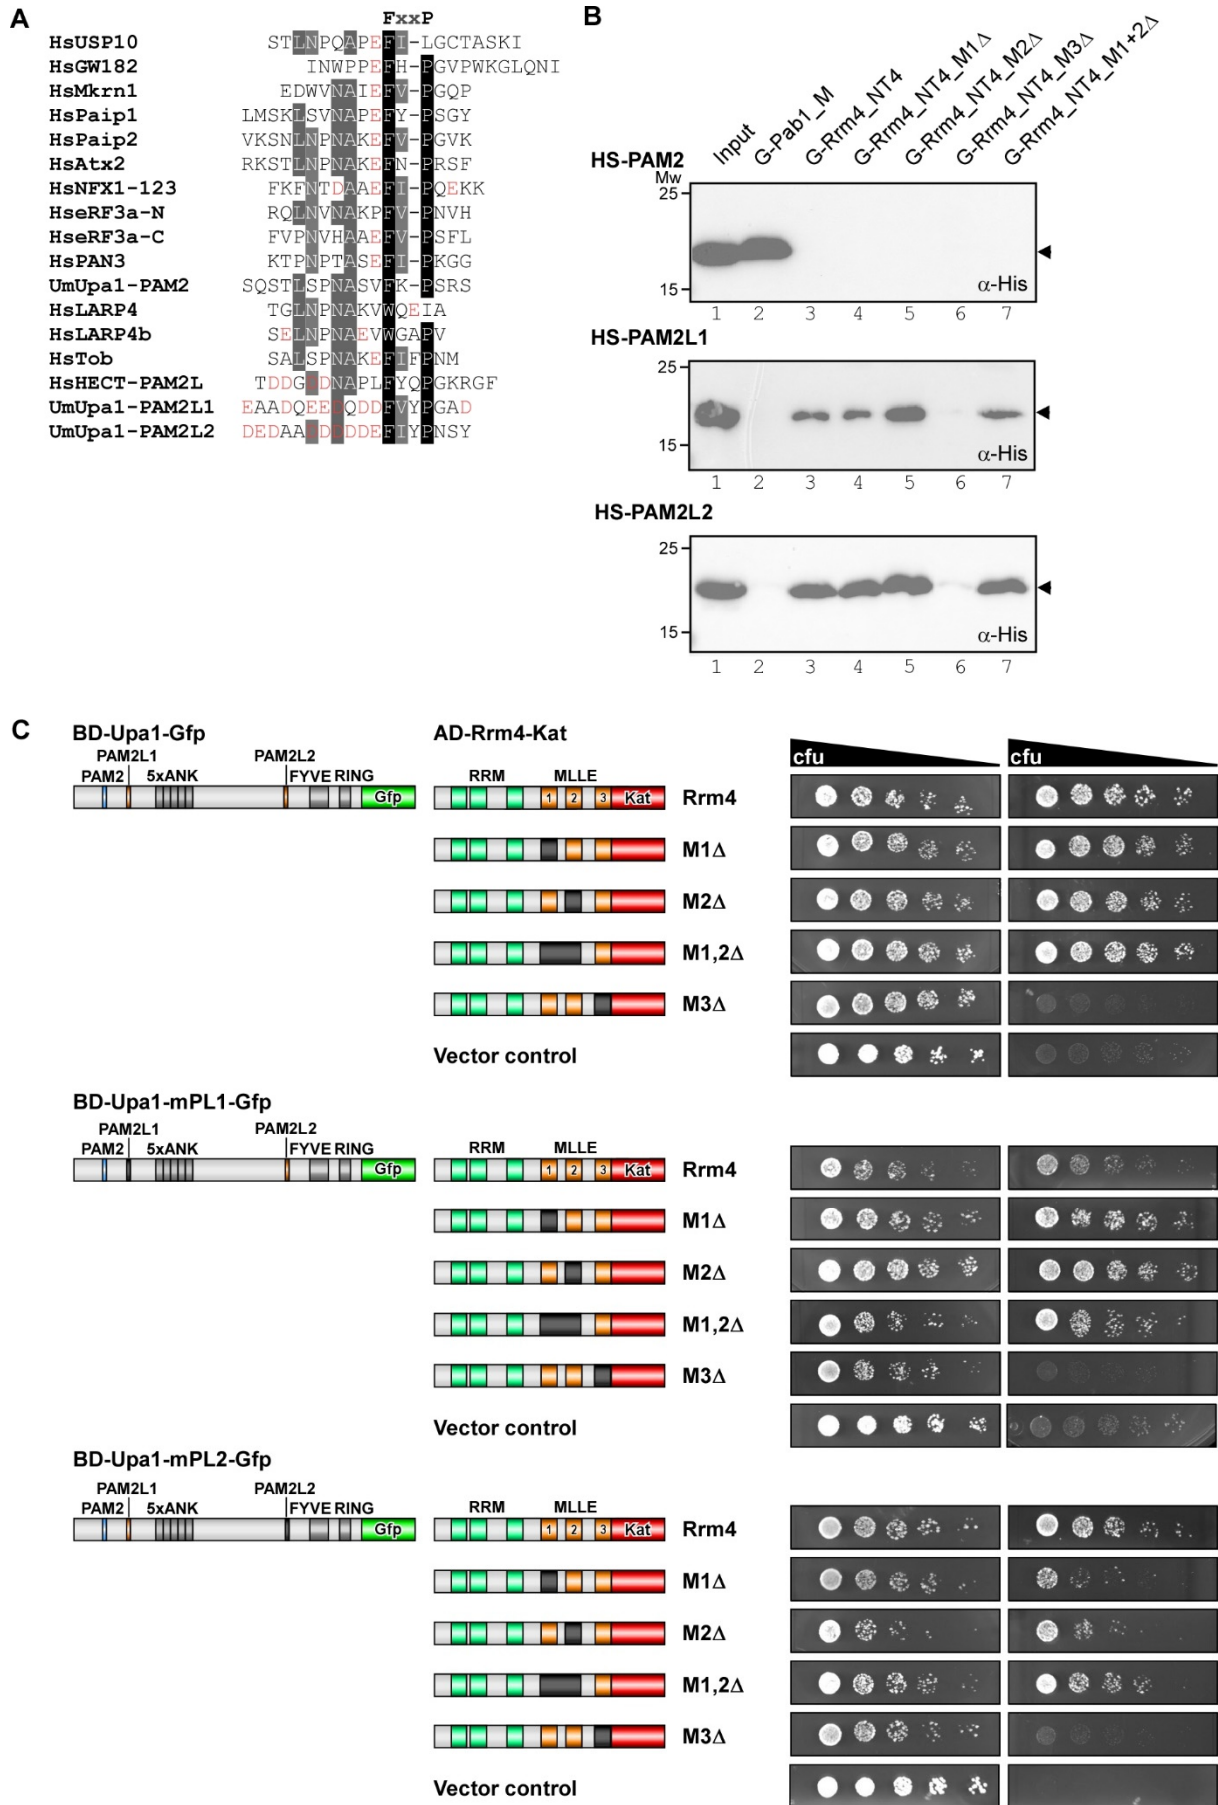 A
FxxP
HsUSP10 STLNPQAPEFI-LGCTASKI
HsGW182 INWPPEFH-PGVPWKGLQNI
HsMkrn1 EDWVNAIEFV-PGQP
HsPaip1 LMSKLSVNAPEFY-PSGY
HsPaip2 VKSNLNPNAKEFV-PGVK
HsAtx2 RKSTLNPNAKEFN-PRSF
HsNFX1-123 FKFNTDAAEFI-PQEKK
HseRF3a-N RQLNVNAKPFV-PNVH
HseRF3a-C FVPNVHAAEFV-PSFL
HsPAN3 KTPNPTASEFI-PKGG
UmUpa1-PAM2 SQSTLSPNASVFK-PSRS
HsLARP4 TGLNPNAKVWQEIA
HsLARP4b SELNPNAEVWGAPV
HsTob SALSPNAKEFIFPNM
HsHECT-PAM2L TDDGDDNAPLFYQPGKRGF
UmUpa1-PAM2L1 EAADQEEDQDDFVYPGAD
UmUpa1-PAM2L2 DEDAADDDDDEFIYPNSY
B
Input G-Pab1_M G-Rrm4_NT4 G-Rrm4_NT4_M1Δ G-Rrm4_NT4_M2Δ G-Rrm4_NT4_M3Δ G-Rrm4_NT4_M1+2Δ
HS-PAM2
Mw
25
15
α-His
1 2 3 4 5 6 7
HS-PAM2L1
25
15
α-His
1 2 3 4 5 6 7
HS-PAM2L2
25
15
α-His
1 2 3 4 5 6 7
C
BD-Upa1-Gfp AD-Rrm4-Kat
cfu cfu
PAM2L1 PAM2L2
PAM2 5xANK FYVE RING RRM MLLE
Gfp 1 2 3 Kat Rrm4
M1Δ
M2Δ
M1,2Δ
M3Δ
Vector control
BD-Upa1-mPL1-Gfp
PAM2L1 PAM2L2
PAM2 5xANK FYVE RING RRM MLLE
Gfp 1 2 3 Kat Rrm4
M1Δ
M2Δ
M1,2Δ
M3Δ
Vector control
BD-Upa1-mPL2-Gfp
PAM2L1 PAM2L2
PAM2 5xANK FYVE RING RRM MLLE
Gfp 1 2 3 Kat Rrm4
M1Δ
M2Δ
M1,2Δ
M3Δ
Vector control